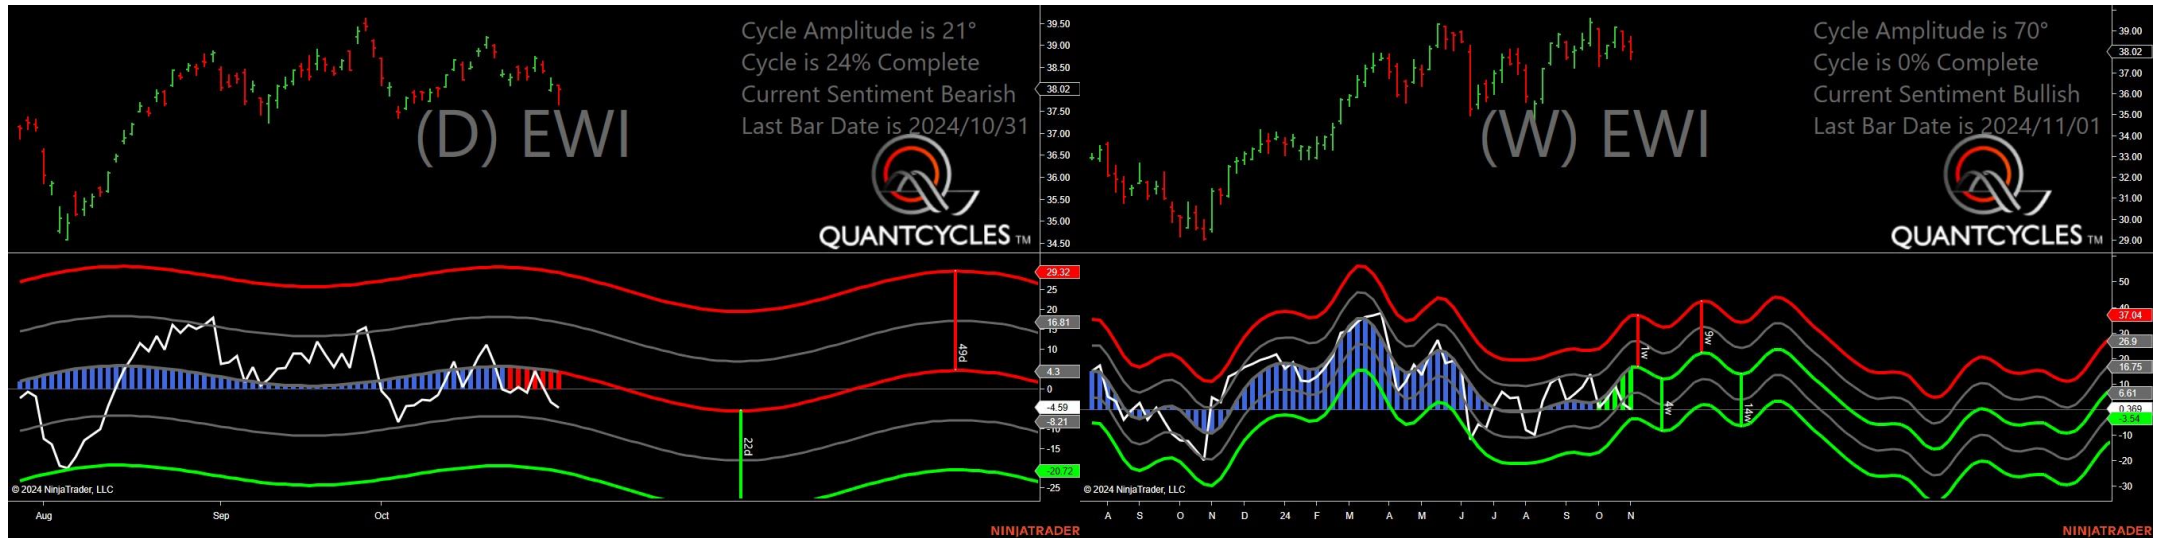 Cycle Amplitude is 21°
Cycle is 24% Complete
Current Sentiment Bearish
Last Bar Date is 2024/10/31
(D) EWI
QUANTCYCLES TM
39.50
39.00
38.50
38.02
37.50
37.00
36.50
36.00
35.50
35.00
34.50
29.32
25
20
16.81
15
10
4.3
0
-4.59
-8.21
-10
-15
-20.72
-25
49d
22d
© 2024 NinjaTrader, LLC
Aug
Sep
Oct
NINJATRADER
Cycle Amplitude is 70°
Cycle is 0% Complete
Current Sentiment Bullish
Last Bar Date is 2024/11/01
(W) EWI
QUANTCYCLES TM
39.00
38.02
37.00
36.00
35.00
34.00
33.00
32.00
31.00
30.00
29.00
50
40
37.04
30
26.9
20
16.75
10
6.61
0.369
-3.54
-10
-20
-30
1w
9w
4w
14w
© 2024 NinjaTrader, LLC
A S O N D 24 F M A M J J A S O N
NINJATRADER